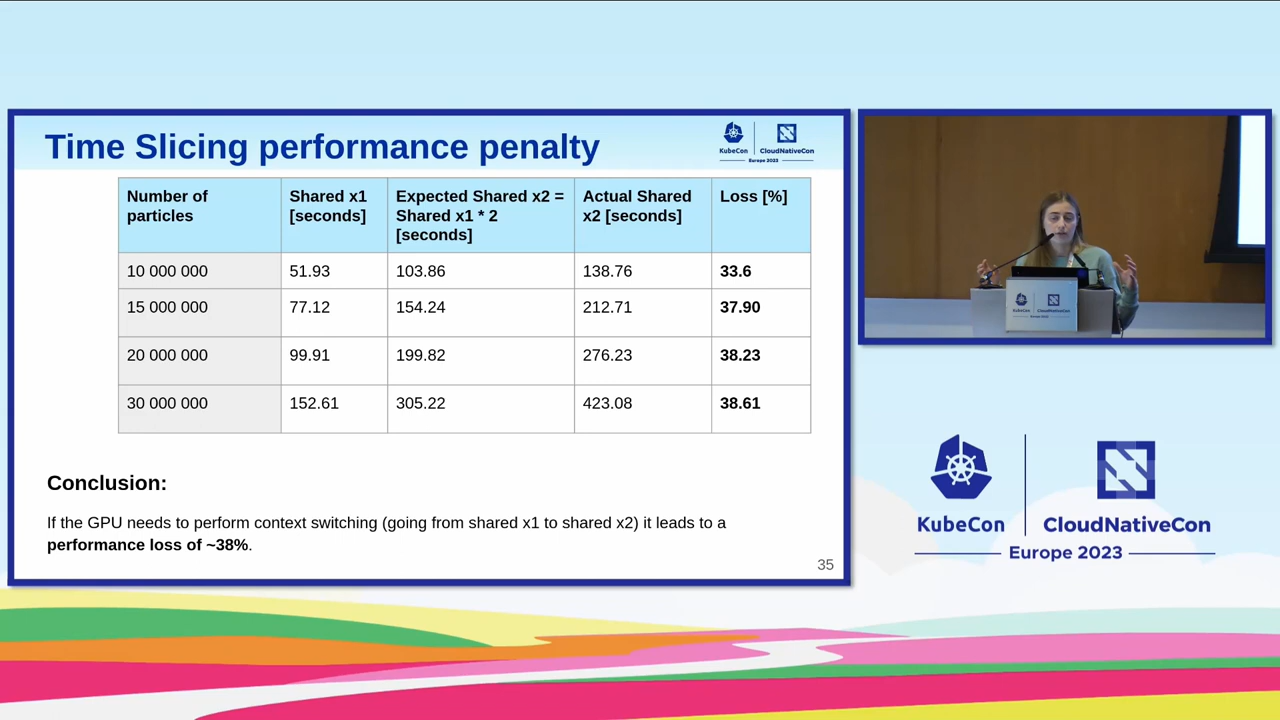 Time Slicing performance penalty
KubeCon
CloudNativeCon
Europe 2023
Number of
particles
Shared x1
[seconds]
Expected Shared x2 =
Shared x1 * 2
[seconds]
Actual Shared
x2 [seconds]
Loss [%]
10 000 000
51.93
103.86
138.76
33.6
15 000 000
77.12
154.24
212.71
37.90
20 000 000
99.91
199.82
276.23
38.23
30 000 000
152.61
305.22
423.08
38.61
Conclusion:
If the GPU needs to perform context switching (going from shared x1 to shared x2) it leads to a
performance loss of ~38%.
35
KubeCon
CloudNativeCon
Europe 2023
KubeCon
CloudNativeCon
Europe 2023